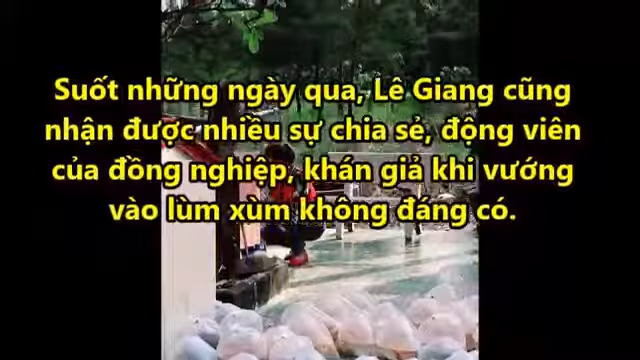 Suốt những ngày qua, Lê Giang cũng
nhận được nhiều sự chia sẻ, động viên
của đồng nghiệp, khán giả khi vướng
vào lùm xùm không đáng có.